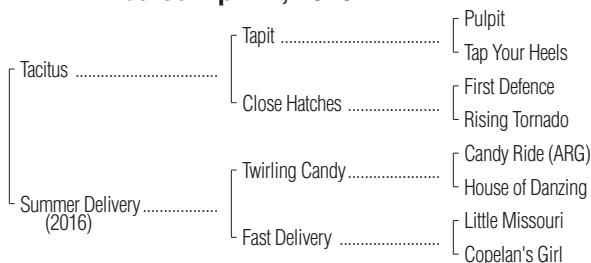 Tacitus
Summer Delivery
(2016)
Tapit
Close Hatches
Twirling Candy
Fast Delivery
Pulpit
Tap Your Heels
First Defence
Rising Tornado
Candy Ride (ARG)
House of Danzing
Little Missouri
Copelan's Girl